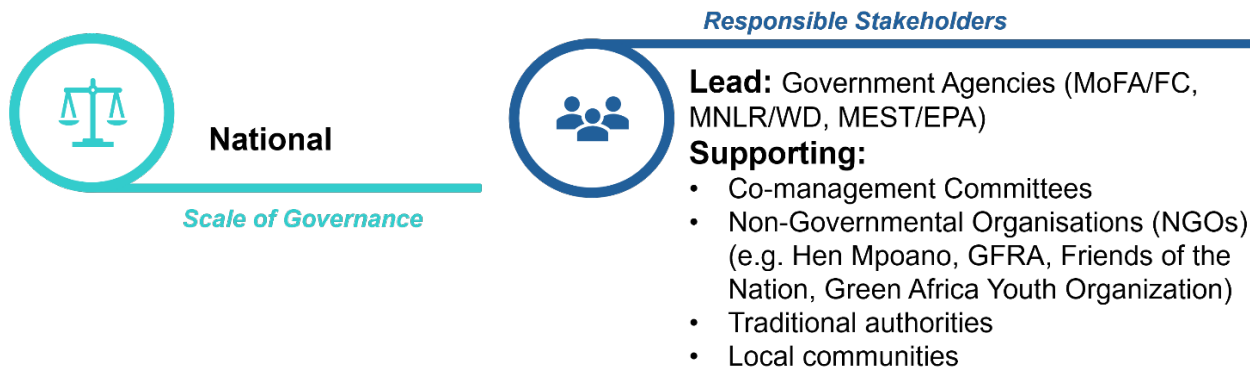 National
Scale of Governance
Responsible Stakeholders
Lead: Government Agencies (MoFA/FC,
MNLR/WD, MEST/EPA)
Supporting:
• Co-management Committees
• Non-Governmental Organisations (NGOs)
(e.g. Hen Mpoano, GFRA, Friends of the
Nation, Green Africa Youth Organization)
• Traditional authorities
• Local communities